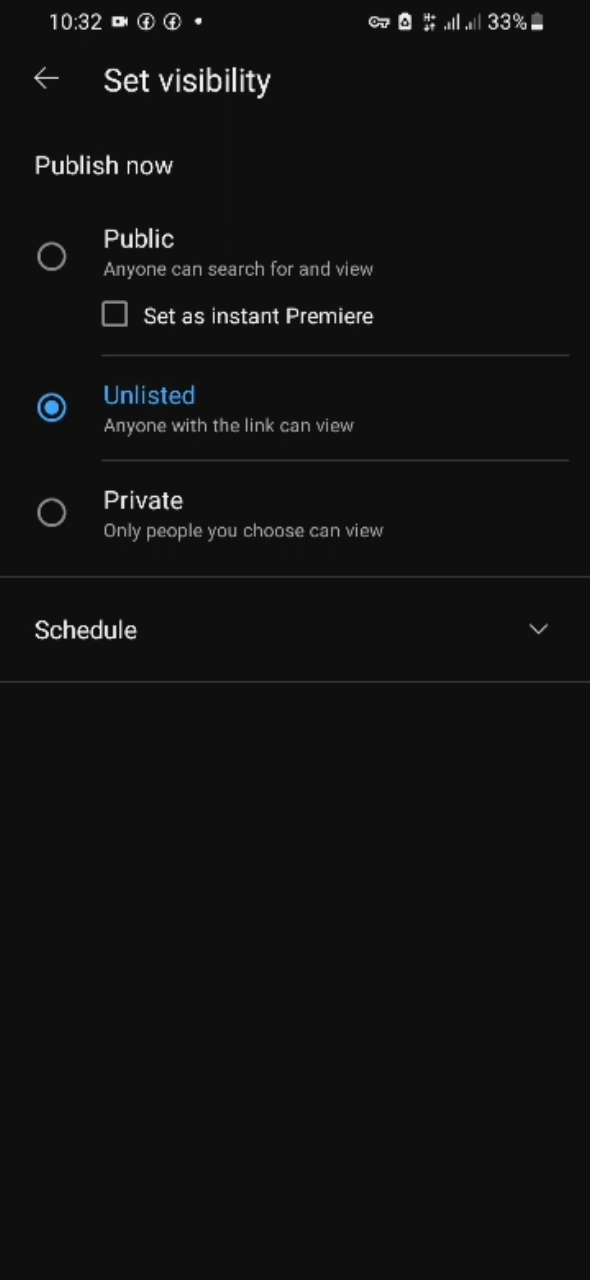 10:32 33%
Set visibility
Publish now
Public
Anyone can search for and view
Set as instant Premiere
Unlisted
Anyone with the link can view
Private
Only people you choose can view
Schedule